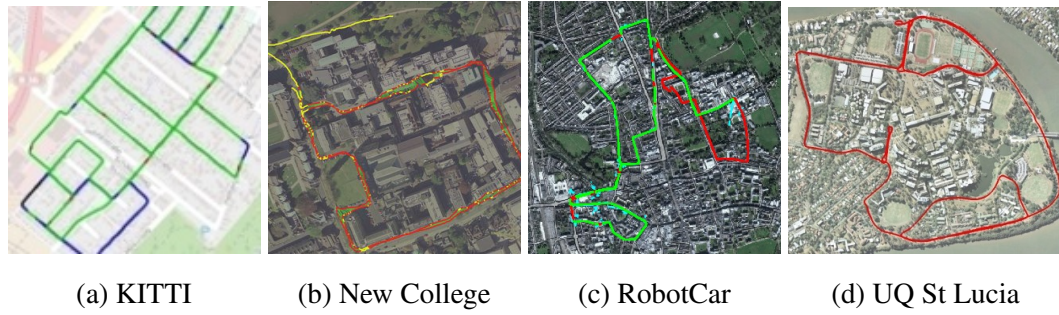 (a) KITTI
(b) New College
(c) RobotCar
(d) UQ St Lucia